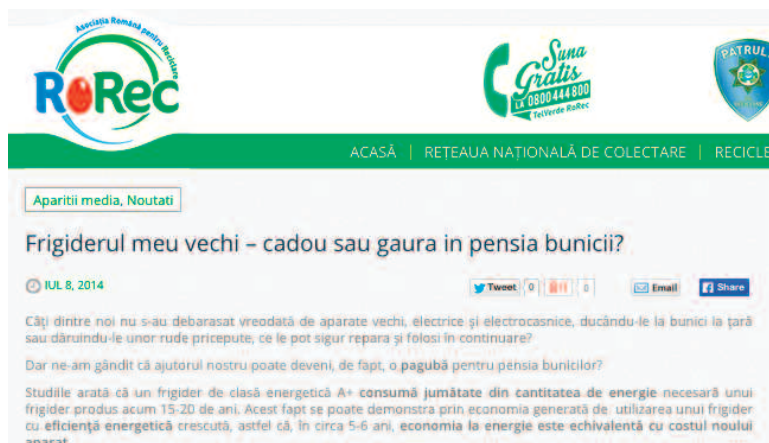 Asociația Română pentru Reciclare
RoRec
Suna
Gratis
LA 0800 444 800
TelVerde RoRec
PATRUL
ACASĂ | REȚEAUA NAȚIONALĂ DE COLECTARE | RECICLE
Aparitii media, Noutati
Frigiderul meu vechi – cadou sau gaura in pensia bunicii?
IUL 8, 2014
Tweet 0 0 Email Share
Câți dintre noi nu s-au debarasat vreodată de aparate vechi, electrice și electrocasnice, ducându-le la bunici la țară
sau dăruindu-le unor rude pricepute, ce le pot sigur repara și folosi în continuare?
Dar ne-am gândit că ajutorul nostru poate deveni, de fapt, o pagubă pentru pensia bunicilor?
Studiile arată că un frigider de clasă energetică A+ consumă jumătate din cantitatea de energie necesară unui
frigider produs acum 15-20 de ani. Acest fapt se poate demonstra prin economia generată de utilizarea unui frigider
cu eficiență energetică crescută, astfel că, în circa 5-6 ani, economia la energie este echivalentă cu costul noului
aparat